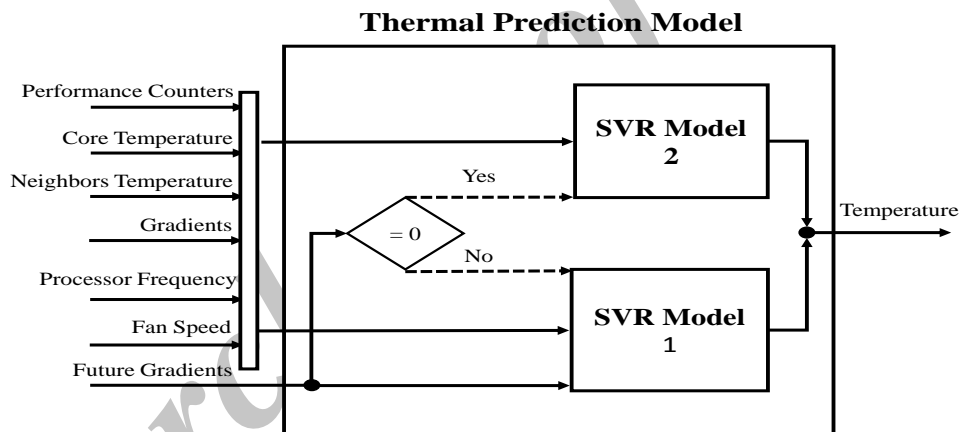 Thermal Prediction Model
Performance Counters
Core Temperature
Neighbors Temperature
Gradients
Processor Frequency
Fan Speed
Future Gradients
= 0
Yes
No
SVR Model
2
SVR Model
1
Temperature